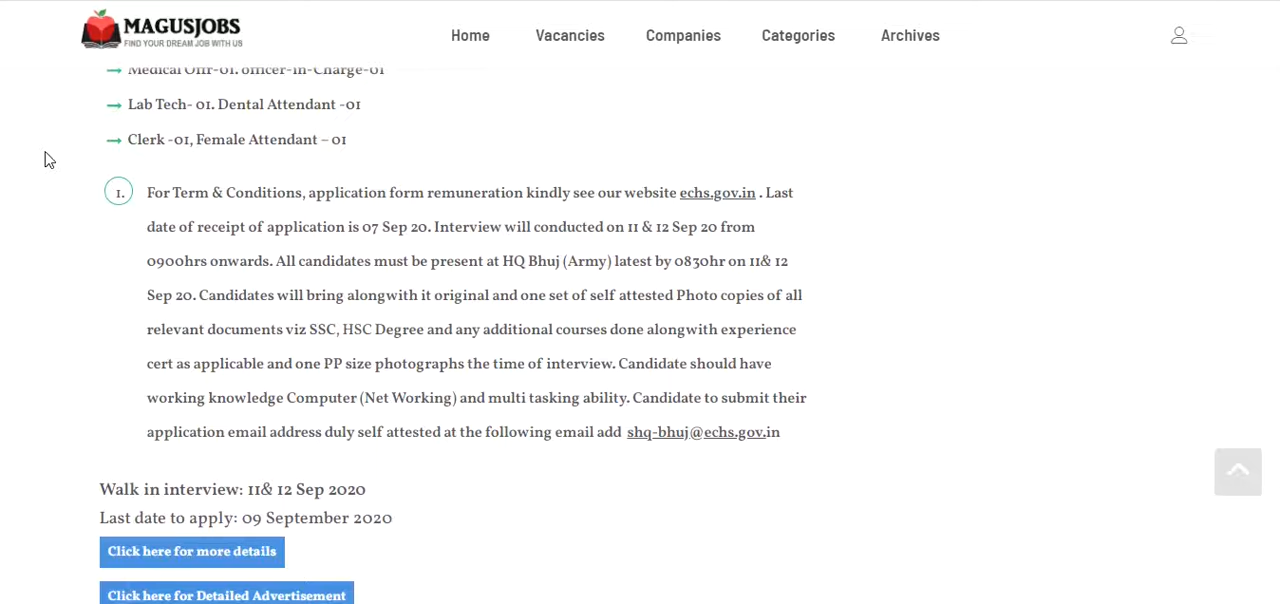 MAGUSJOBS
FIND YOUR DREAM JOB WITH US
Home Vacancies Companies Categories Archives
Medical Offr-01. officer-in-Charge-01
Lab Tech- 01. Dental Attendant -01
Clerk -01, Female Attendant – 01
1. For Term & Conditions, application form remuneration kindly see our website echs.gov.in . Last
date of receipt of application is 07 Sep 20. Interview will conducted on 11 & 12 Sep 20 from
0900hrs onwards. All candidates must be present at HQ Bhuj (Army) latest by 0830hr on 11& 12
Sep 20. Candidates will bring alongwith it original and one set of self attested Photo copies of all
relevant documents viz SSC, HSC Degree and any additional courses done alongwith experience
cert as applicable and one PP size photographs the time of interview. Candidate should have
working knowledge Computer (Net Working) and multi tasking ability. Candidate to submit their
application email address duly self attested at the following email add shq-bhuj@echs.gov.in
Walk in interview: 11& 12 Sep 2020
Last date to apply: 09 September 2020
Click here for more details
Click here for Detailed Advertisement